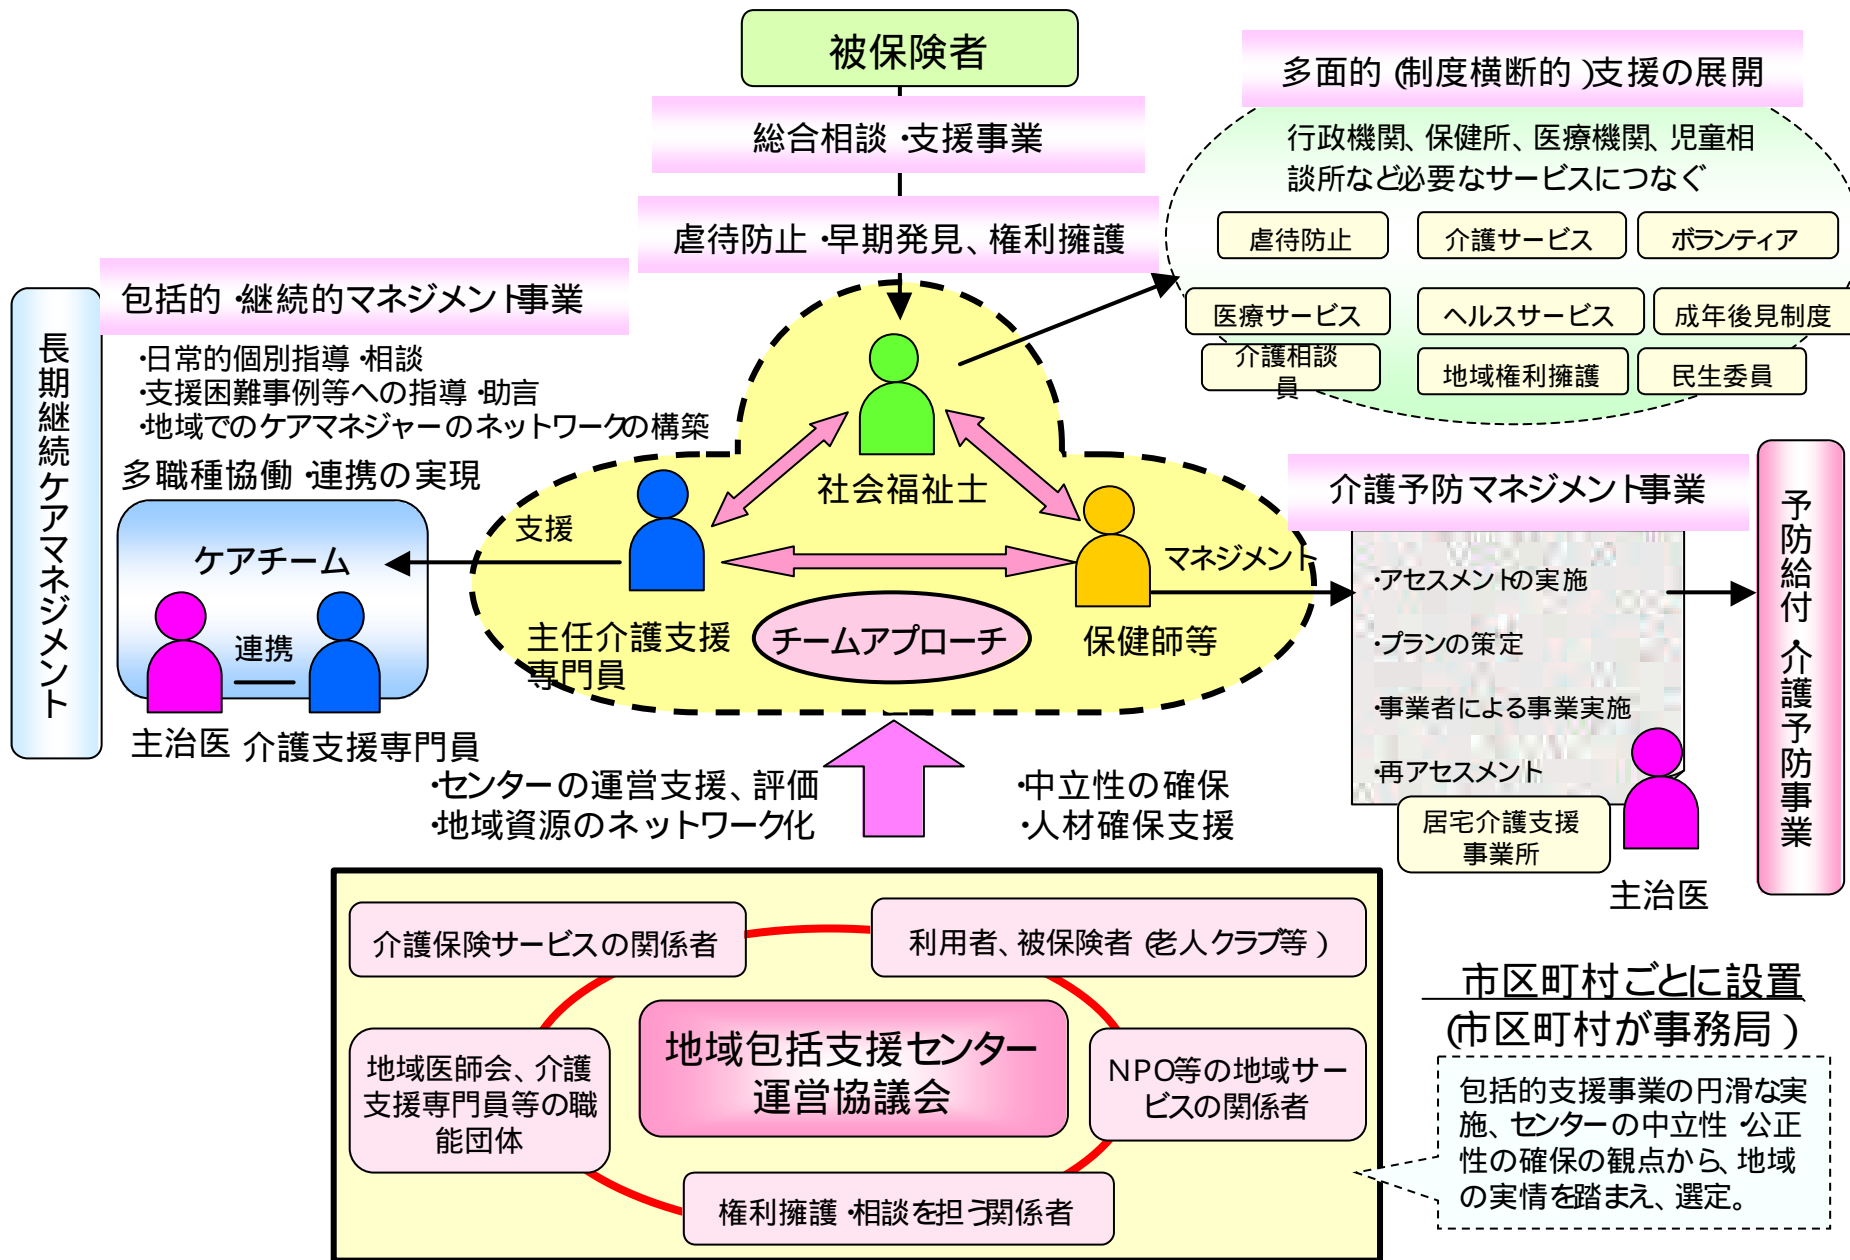 被保険者
総合相談・支援事業
虐待防止・早期発見、権利擁護
多面的(制度横断的)支援の展開
行政機関、保健所、医療機関、児童相
談所など必要なサービスにつなぐ
虐待防止
介護サービス
ボランティア
医療サービス
ヘルスサービス
成年後見制度
介護相談
員
地域権利擁護
民生委員
包括的・継続的マネジメント事業
・日常的個別指導・相談
・支援困難事例等への指導・助言
・地域でのケアマネジャーのネットワークの構築
多職種協働・連携の実現
長期継続ケアマネジメント
ケアチーム
連携
主治医
介護支援専門員
支援
社会福祉士
主任介護支援
専門員
チームアプローチ
保健師等
マネジメント
介護予防マネジメント事業
・アセスメントの実施
・プランの策定
・事業者による事業実施
・再アセスメント
居宅介護支援
事業所
主治医
予防給付・介護予防事業
・センターの運営支援、評価
・地域資源のネットワーク化
・中立性の確保
・人材確保支援
介護保険サービスの関係者
利用者、被保険者(老人クラブ等)
地域包括支援センター
運営協議会
地域医師会、介護
支援専門員等の職
能団体
NPO等の地域サー
ビスの関係者
権利擁護・相談を担う関係者
市区町村ごとに設置
(市区町村が事務局)
包括的支援事業の円滑な実
施、センターの中立性・公正
性の確保の観点から、地域
の実情を踏まえ、選定。